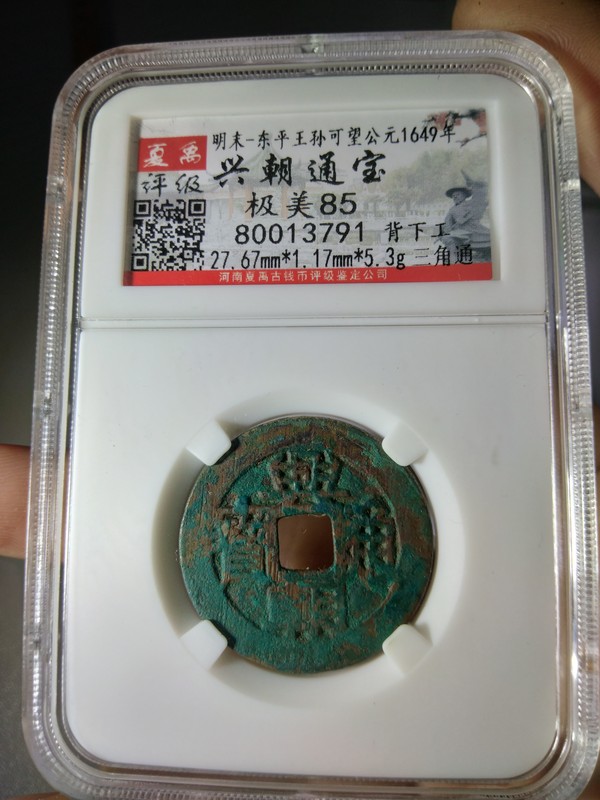 明末-东平王孙可望公元1649年
夏禹
评级
兴朝通宝
极美85
80013791 背下工
27.67mm*1.17mm*5.3g 三角通
河南夏禹古钱币评级鉴定公司
興朝通寶